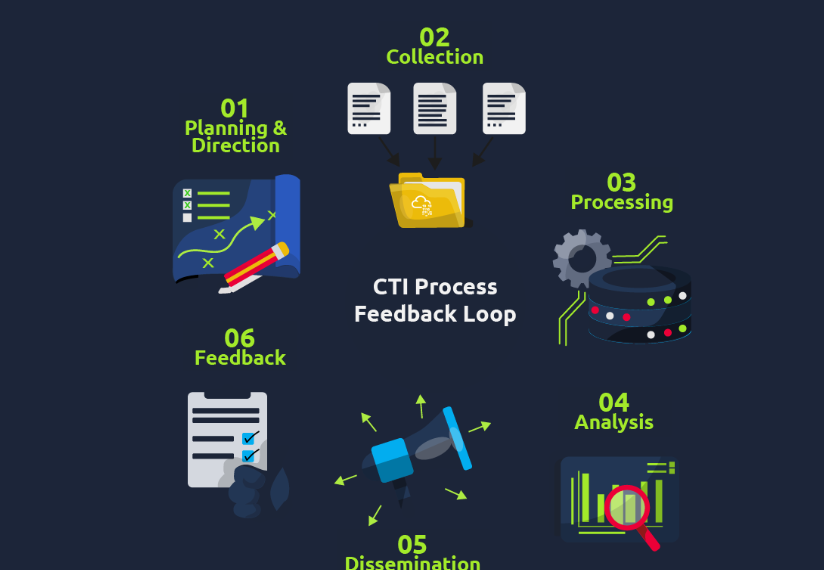 01
Planning &
Direction
02
Collection
03
Processing
CTI Process
Feedback Loop
04
Analysis
05
Dissemination
06
Feedback